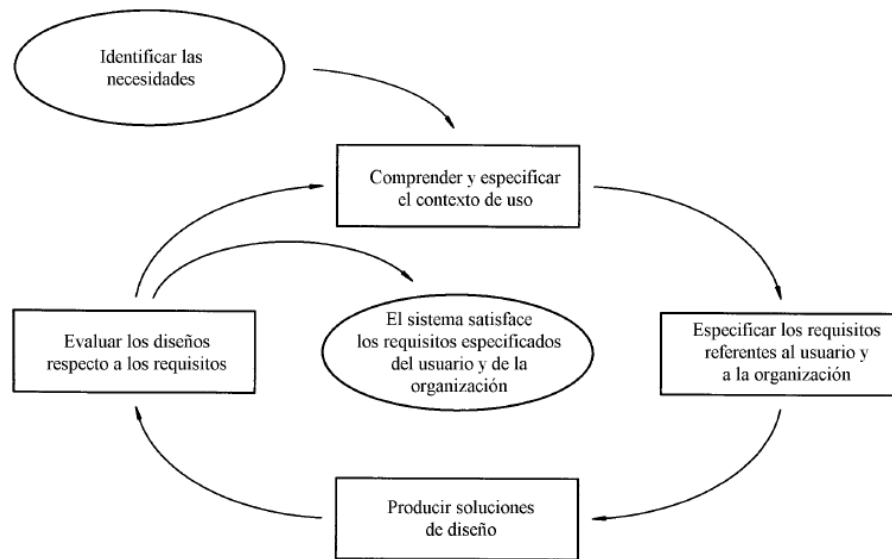 Identificar las
necesidades
Comprender y especificar
el contexto de uso
Evaluar los diseños
respecto a los requisitos
El sistema satisface
los requisitos especificados
del usuario y de la
organización
Especificar los requisitos
referentes al usuario y
a la organización
Producir soluciones
de diseño